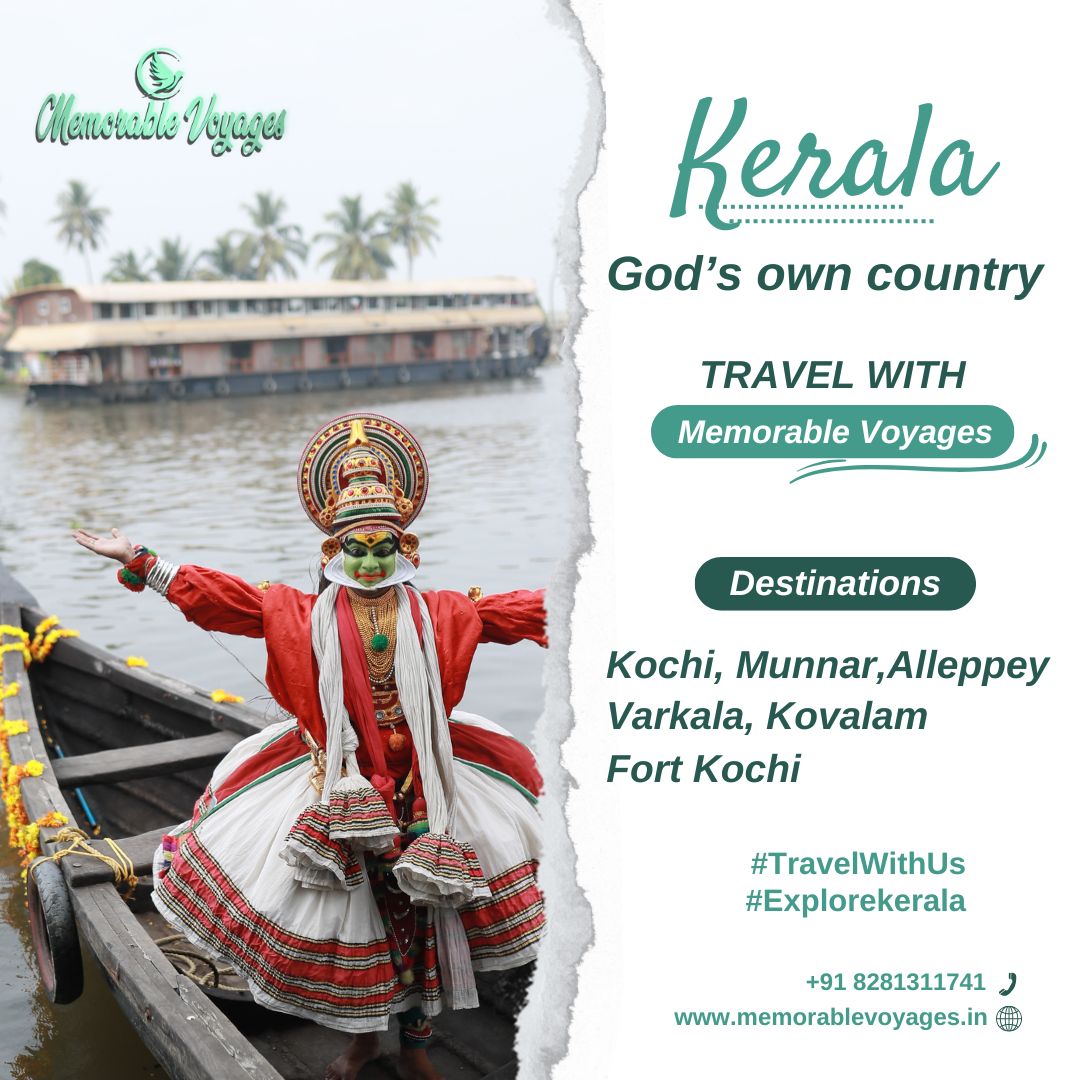 Memorable Voyages
Kerala
God’s own country
TRAVEL WITH
Memorable Voyages
Destinations
Kochi, Munnar,Alleppey
Varkala, Kovalam
Fort Kochi
#TravelWithUs
#Explorekerala
+91 8281311741
www.memorablevoyages.in